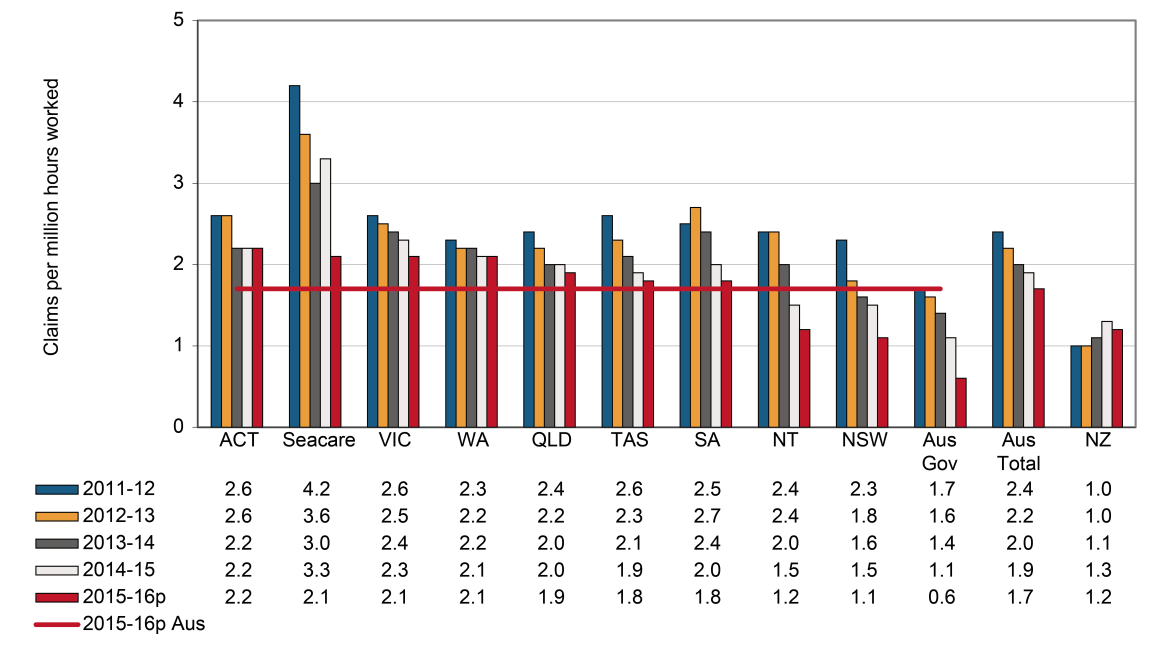 Claims per million hours worked
5
4
3
2
1
0
ACT Seacare VIC WA QLD TAS SA NT NSW Aus Gov Aus Total NZ
2011-12 2.6 4.2 2.6 2.3 2.4 2.6 2.5 2.4 2.3 1.7 2.4 1.0
2012-13 2.6 3.6 2.5 2.2 2.2 2.3 2.7 2.4 1.8 1.6 2.2 1.0
2013-14 2.2 3.0 2.4 2.2 2.0 2.1 2.4 2.0 1.6 1.4 2.0 1.1
2014-15 2.2 3.3 2.3 2.1 2.0 1.9 2.0 1.5 1.5 1.1 1.9 1.3
2015-16p 2.2 2.1 2.1 2.1 1.9 1.8 1.8 1.2 1.1 0.6 1.7 1.2
2015-16p Aus